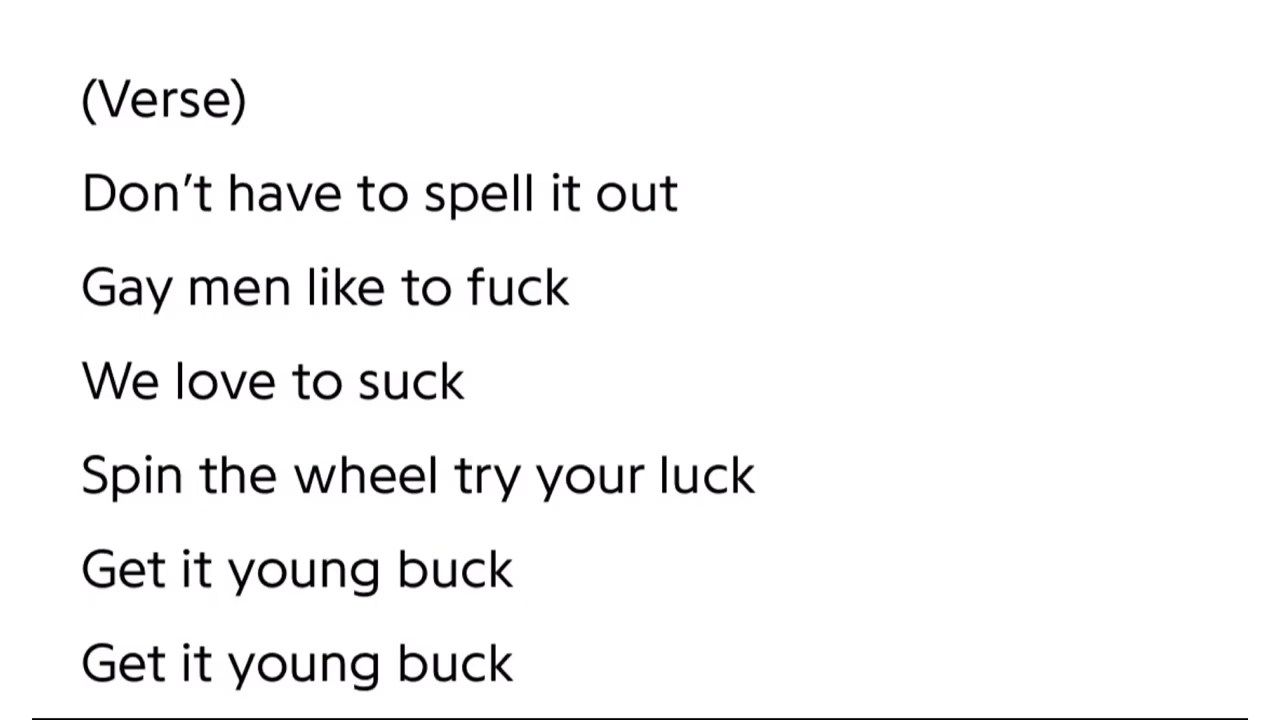 (Verse)
Don’t have to spell it out
Gay men like to fuck
We love to suck
Spin the wheel try your luck
Get it young buck
Get it young buck